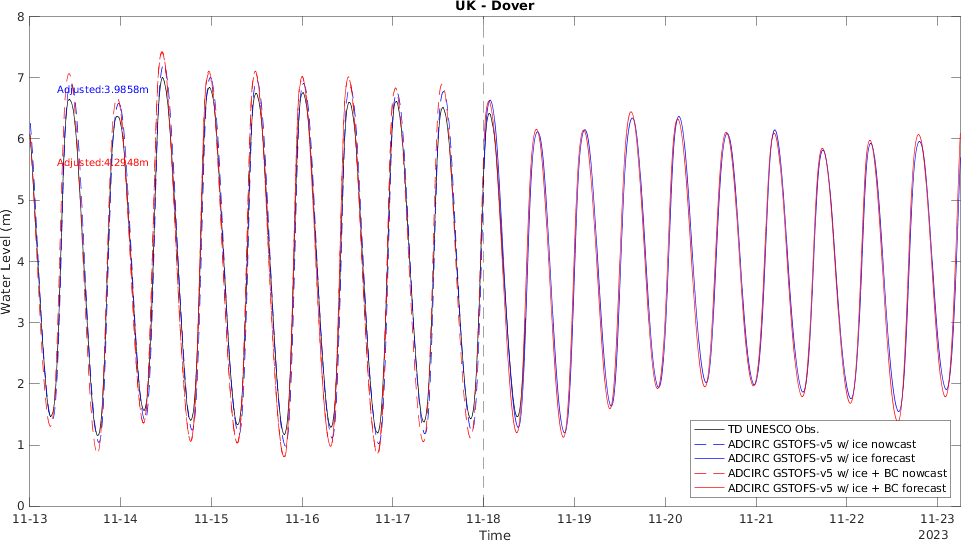 UK - Dover
8
7
6
5
4
3
2
1
0
Water Level (m)
Adjusted:3.9858m
Adjusted:4.2948m
TD UNESCO Obs.
ADCIRC GSTOFS-v5 w/ ice nowcast
ADCIRC GSTOFS-v5 w/ ice forecast
ADCIRC GSTOFS-v5 w/ ice + BC nowcast
ADCIRC GSTOFS-v5 w/ ice + BC forecast
11-13 11-14 11-15 11-16 11-17 11-18 11-19 11-20 11-21 11-22 11-23
Time
2023